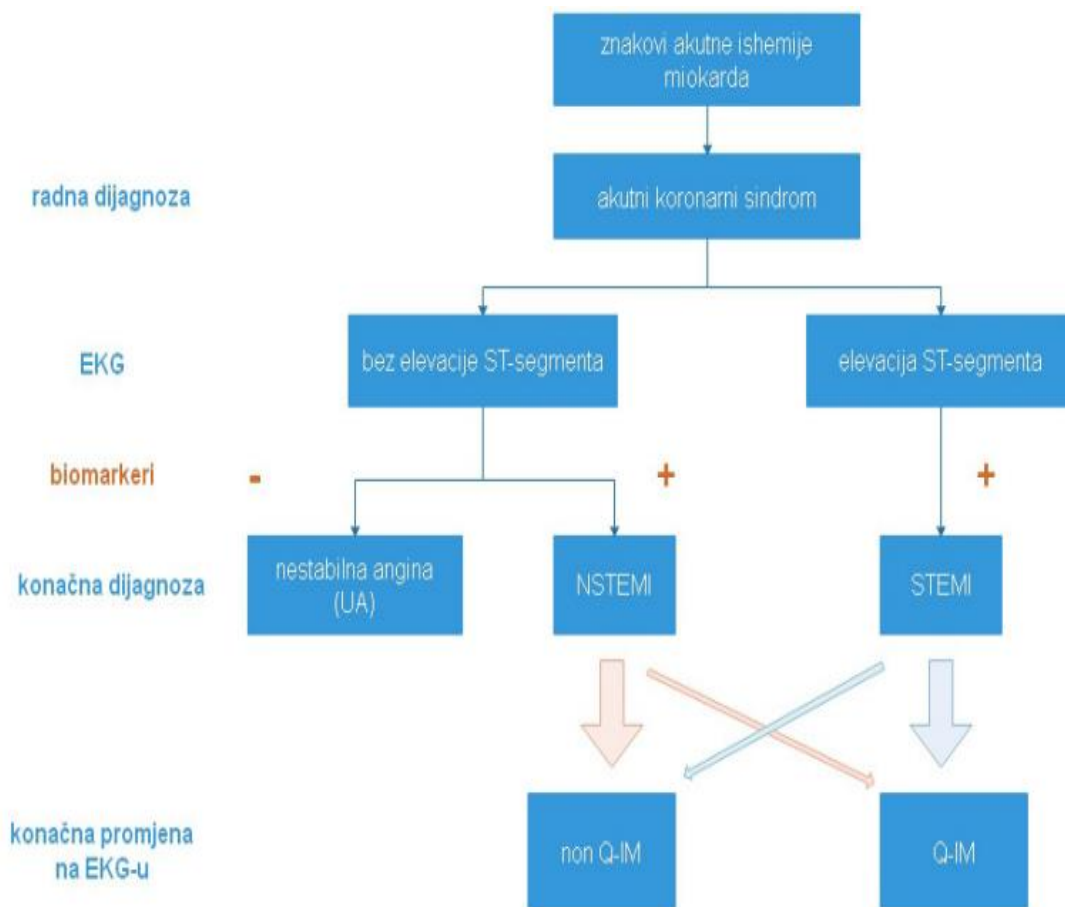 znakovi akutne ishemije
miokarda
radna dijagnoza
akutni koronarni sindrom
EKG
bez elevacije ST-segmenta
elevacija ST-segmenta
biomarkeri
-
+
+
konačna dijagnoza
nestabilna angina
(UA)
NSTEMI
STEMI
konačna promjena
na EKG-u
non Q-IM
Q-IM